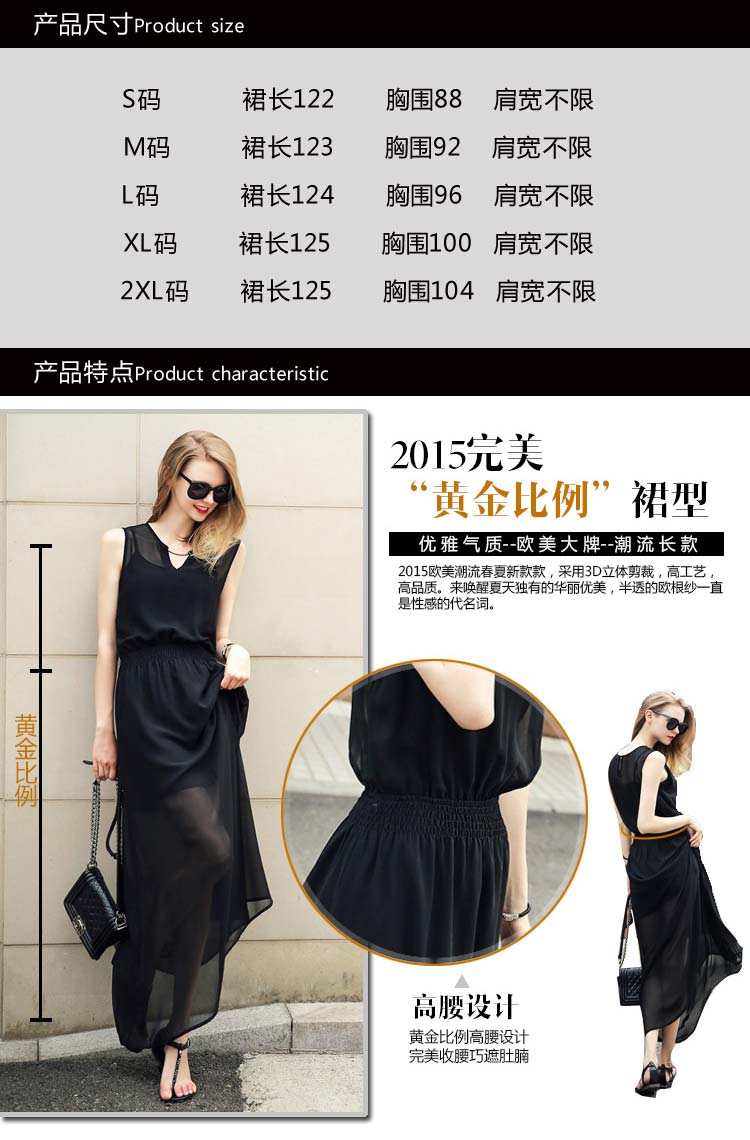 产品尺寸Product size
S码 裙长122 胸围88 肩宽不限
M码 裙长123 胸围92 肩宽不限
L码 裙长124 胸围96 肩宽不限
XL码 裙长125 胸围100 肩宽不限
2XL码 裙长125 胸围104 肩宽不限
产品特点Product characteristic
2015完美
“黄金比例”裙型
优雅气质--欧美大牌--潮流长款
2015欧美潮流春夏新款款，采用3D立体剪裁，高工艺，
高品质。来唤醒夏天独有的华丽优美，半透的欧根纱一直
是性感的代名词。
黄金比例
高腰设计
黄金比例高腰设计
完美收腰巧遮肚腩